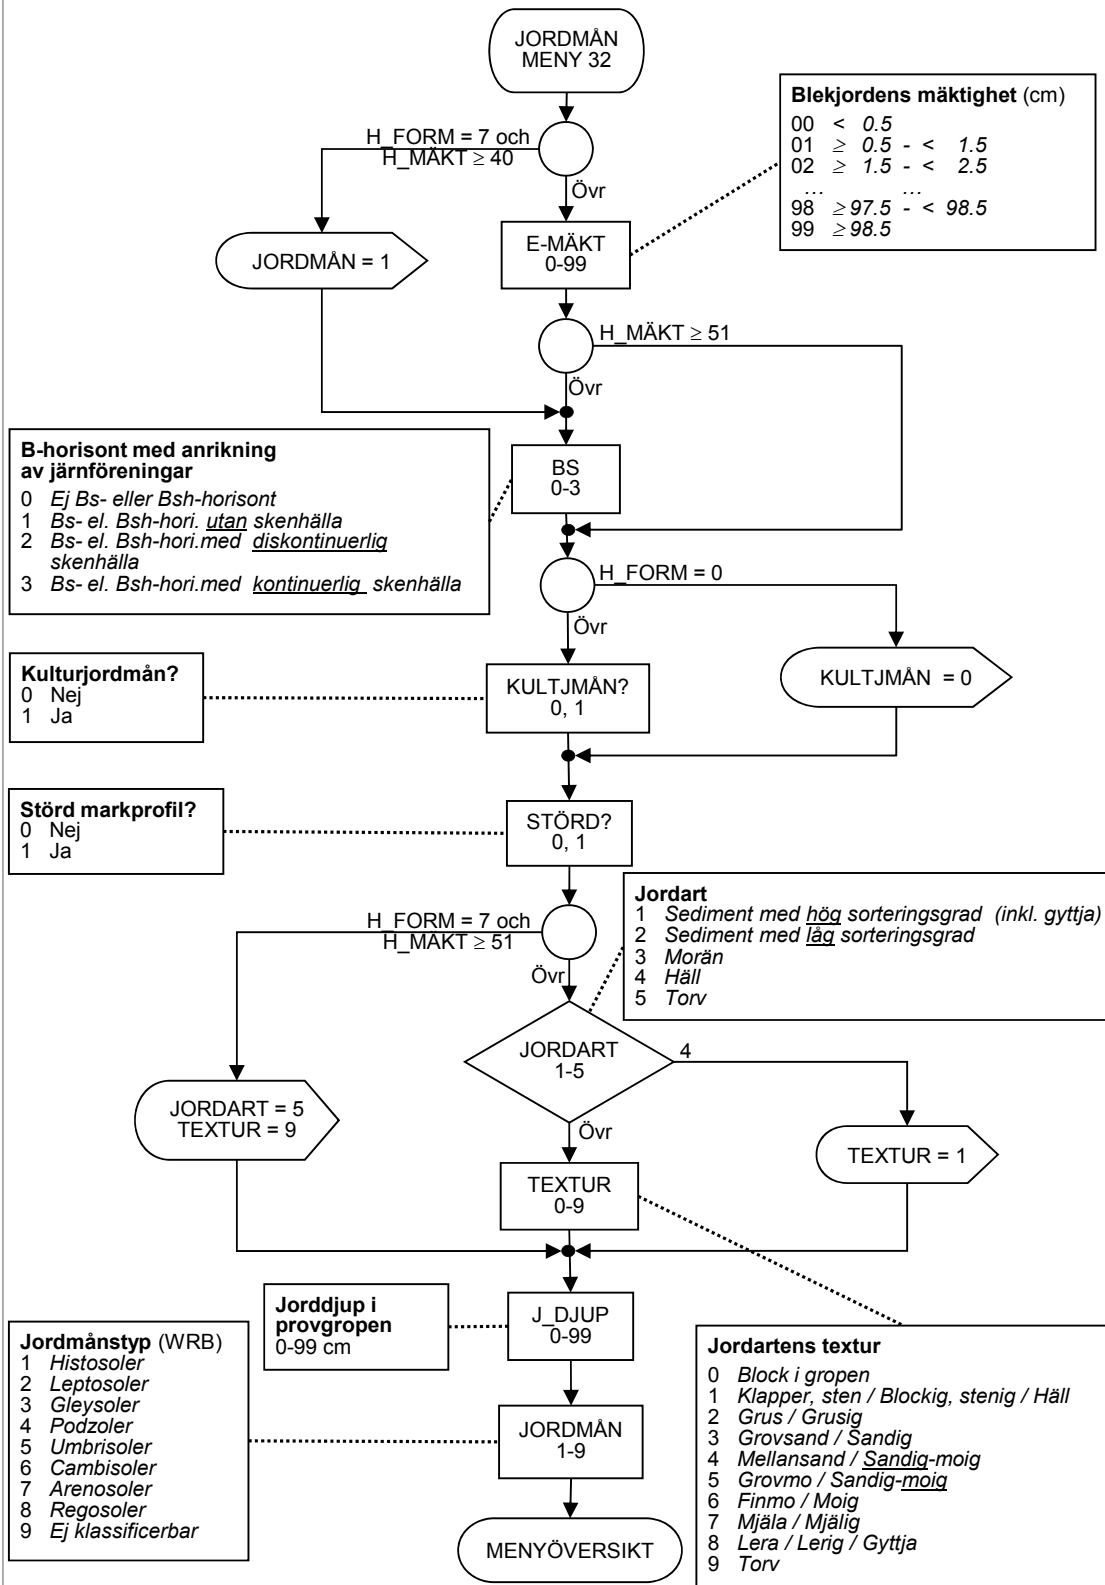 JORDMÅN
MENY 32
Blekjordens mäktighet (cm)
00 < 0.5
01 ≥ 0.5 - < 1.5
02 ≥ 1.5 - < 2.5
... ...
98 ≥ 97.5 - < 98.5
99 ≥ 98.5
H_FORM = 7 och
H_MÄKT ≥ 40
Övr
E-MÄKT
0-99
JORDMÅN = 1
H_MÄKT ≥ 51
Övr
B-horisont med anrikning
av järnföreningar
0 Ej Bs- eller Bsh-horisont
1 Bs- el. Bsh-hori. utan skenhälla
2 Bs- el. Bsh-hori.med diskontinuerlig
skenhälla
3 Bs- el. Bsh-hori.med kontinuerlig skenhälla
BS
0-3
H_FORM = 0
Övr
Kulturjordmån?
0 Nej
1 Ja
KULTJMÅN?
0, 1
KULTJMÅN = 0
Störd markprofil?
0 Nej
1 Ja
STÖRD?
0, 1
Jordart
1 Sediment med hög sorteringsgrad (inkl. gyttja)
2 Sediment med låg sorteringsgrad
3 Morän
4 Häll
5 Torv
H_FORM = 7 och
H_MÄKT ≥ 51
Övr
JORDART
1-5
4
JORDART = 5
TEXTUR = 9
Övr
TEXTUR = 1
TEXTUR
0-9
Jorddjup i
provgropen
0-99 cm
J_DJUP
0-99
Jordmånstyp (WRB)
1 Histosoler
2 Leptosoler
3 Gleysoler
4 Podzoler
5 Umbrisoler
6 Cambisoler
7 Arenosoler
8 Regosoler
9 Ej klassificerbar
JORDMÅN
1-9
Jordartens textur
0 Block i gropen
1 Klapper, sten / Blockig, stenig / Häll
2 Grus / Grusig
3 Grovsand / Sandig
4 Mellansand / Sandig-moig
5 Grovmo / Sandig-moig
6 Finmo / Moig
7 Mjäla / Mjälig
8 Lera / Lerig / Gyttja
9 Torv
MENYÖVERSIKT